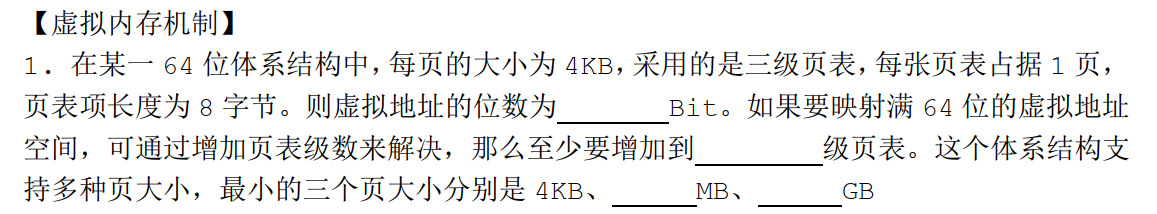 【虚拟内存机制】
1. 在某一 64 位体系结构中,每页的大小为 4KB,采用的是三级页表,每张页表占据 1 页,
页表项长度为 8 字节。则虚拟地址的位数为________Bit。如果要映射满 64 位的虚拟地址
空间,可通过增加页表级数来解决,那么至少要增加到_________级页表。这个体系结构支
持多种页大小,最小的三个页大小分别是 4KB、______MB、______GB